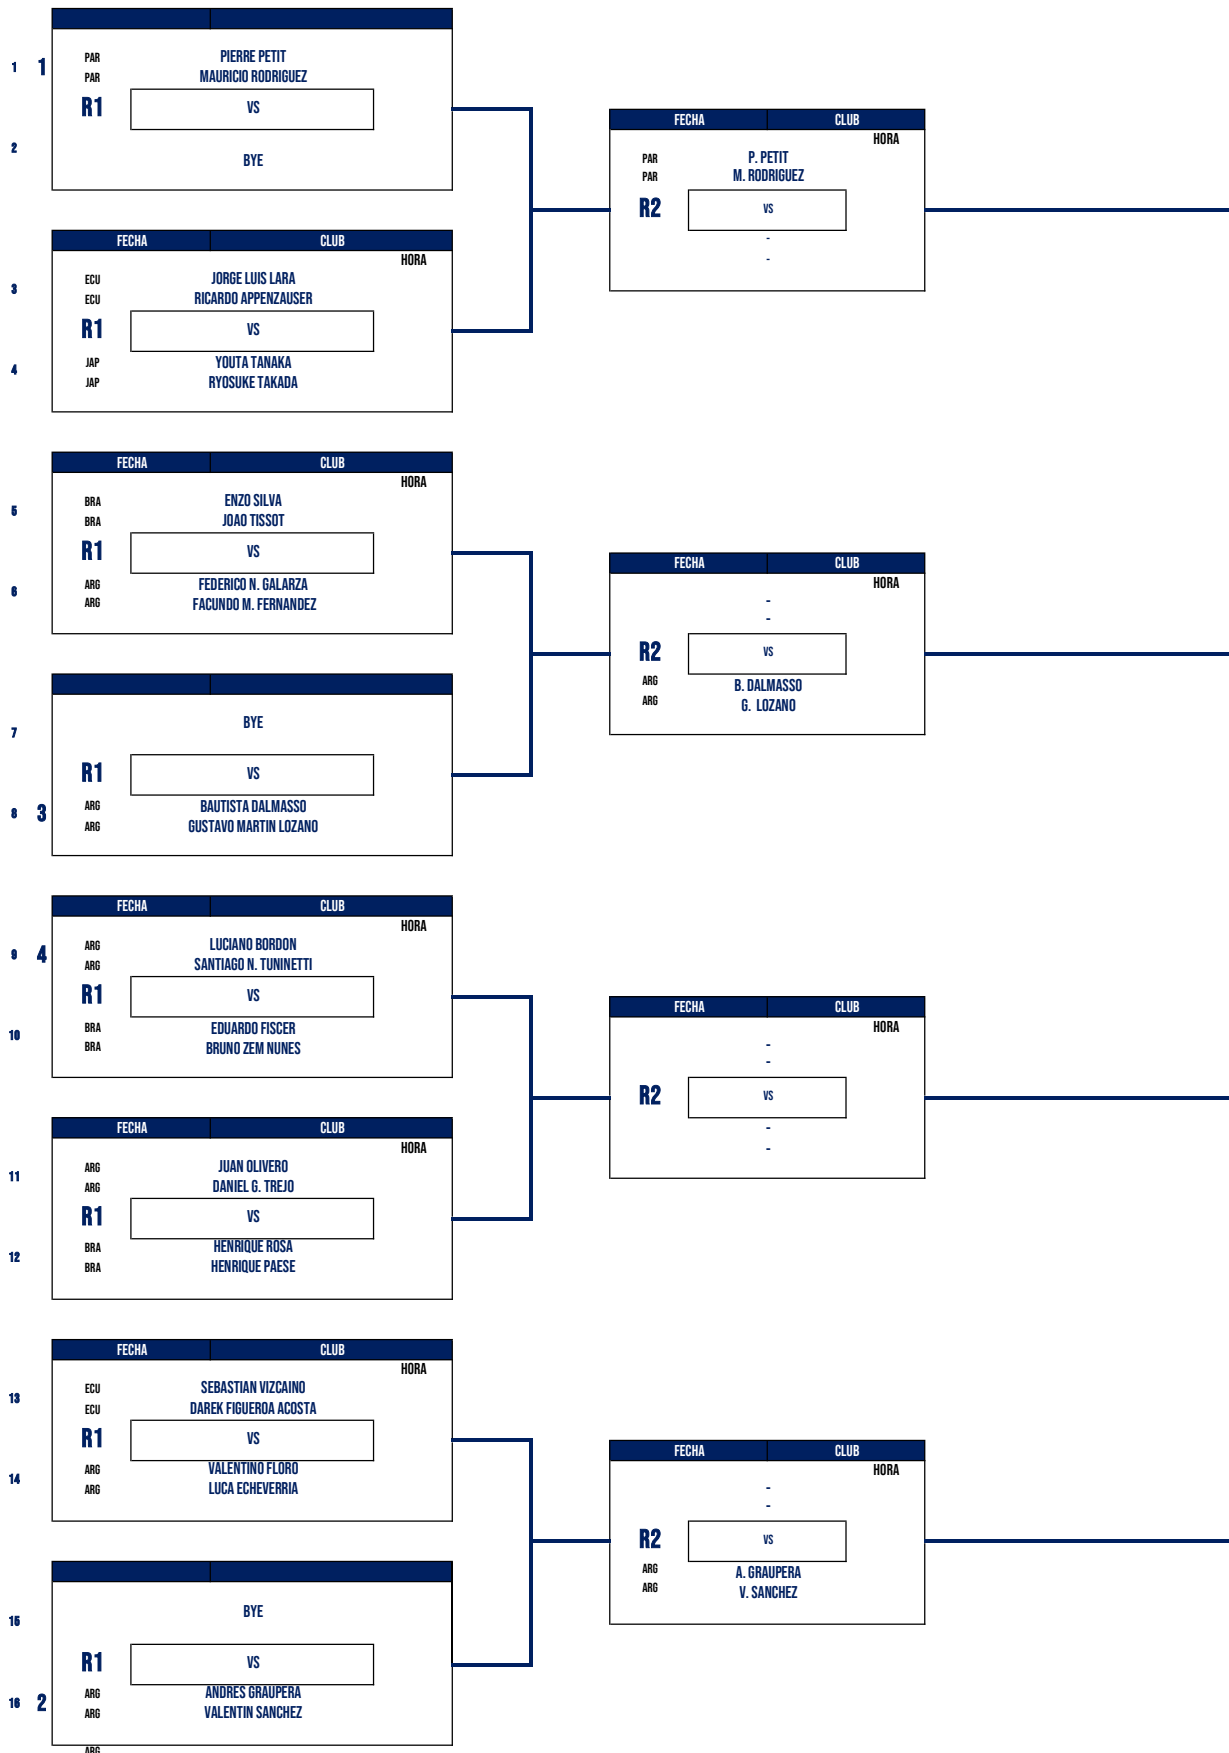 PAR PIERRE PETIT
1 1
PAR MAURICIO RODRIGUEZ
R1 VS
2 BYE
FECHA CLUB
HORA
ECU JORGE LUIS LARA
3
ECU RICARDO APPENZAUSER
R1 VS
JAP YOUTA TANAKA
4
JAP RYOSUKE TAKADA
FECHA CLUB
HORA
BRA ENZO SILVA
5
BRA JOAO TISSOT
R1 VS
ARG FEDERICO N. GALARZA
6
ARG FACUNDO M. FERNANDEZ
BYE
7
R1 VS
ARG BAUTISTA DALMASSO
8 3
ARG GUSTAVO MARTIN LOZANO
FECHA CLUB
HORA
ARG LUCIANO BORDON
9 4
ARG SANTIAGO N. TUNINETTI
R1 VS
BRA EDUARDO FISCER
10
BRA BRUNO ZEM NUNES
FECHA CLUB
HORA
ARG JUAN OLIVERO
11
ARG DANIEL G. TREJO
R1 VS
BRA HENRIQUE ROSA
12
BRA HENRIQUE PAESE
FECHA CLUB
HORA
ECU SEBASTIAN VIZCAINO
13
ECU DAREK FIGUEROA ACOSTA
R1 VS
ARG VALENTINO FLORO
14
ARG LUCA ECHEVERRIA
BYE
15
R1 VS
ARG ANDRES GRAUPERA
16 2
ARG VALENTIN SANCHEZ
ARG
FECHA CLUB
HORA
PAR P. PETIT
PAR M. RODRIGUEZ
R2 VS
-
-
FECHA CLUB
HORA
-
-
R2 VS
ARG B. DALMASSO
ARG G. LOZANO
FECHA CLUB
HORA
-
-
R2 VS
-
-
FECHA CLUB
HORA
-
-
R2 VS
ARG A. GRAUPERA
ARG V. SANCHEZ